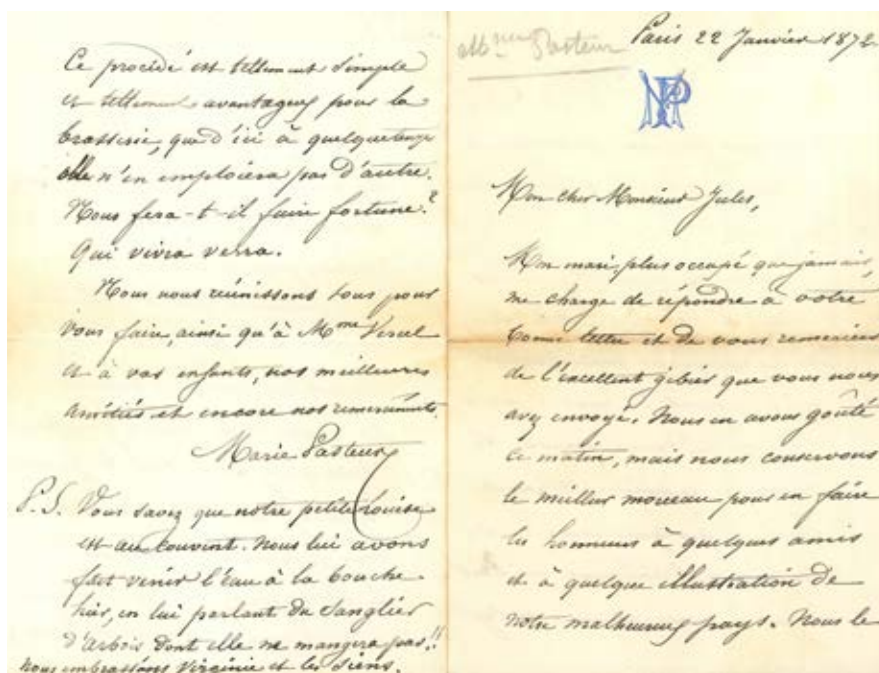 Mme Pasteur
Paris 22 Janvier 1872
Mon cher Monsieur Jules,
Mon mari, plus occupé que jamais,
me charge de répondre à votre
bonne lettre et de vous remercier
de l'excellent gibier que vous nous
avez envoyé. Nous en avons goûté
ce matin, mais nous conservons
le meilleur morceau pour en faire
les honneurs à quelques amis
et à quelque illustration de
notre malheureux pays. Nous le
Ce procédé est tellement simple
et tellement avantageux pour la
brasserie, que d'ici à quelque temps
elle n'en emploiera pas d'autre.
Nous fera-t-il faire fortune?
Qui vivra verra.
Nous nous réunissons tous pour
vous faire, ainsi qu'à Mme Vercel
et à vos enfants, nos meilleures
amitiés et encore nos remerciments.
Marie Pasteur
P.S. Vous savez que notre petite Louise
est au couvent. Nous lui avons
fait venir l'eau à la bouche
hier, en lui parlant du sanglier
d'Arbois dont elle ne mangera pas!!
Nous embrassons Virginie et les siens.